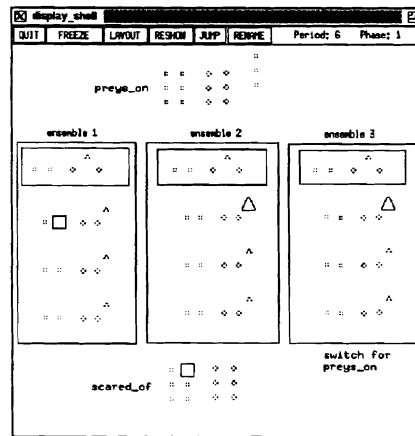 display_shell
QUIT FREEZE LAYOUT RESHOW JUMP RENAME Period: 6 Phase: 1
preys_on
ensemble 1 ensemble 2 ensemble 3
switch for
preys_on
scared_of